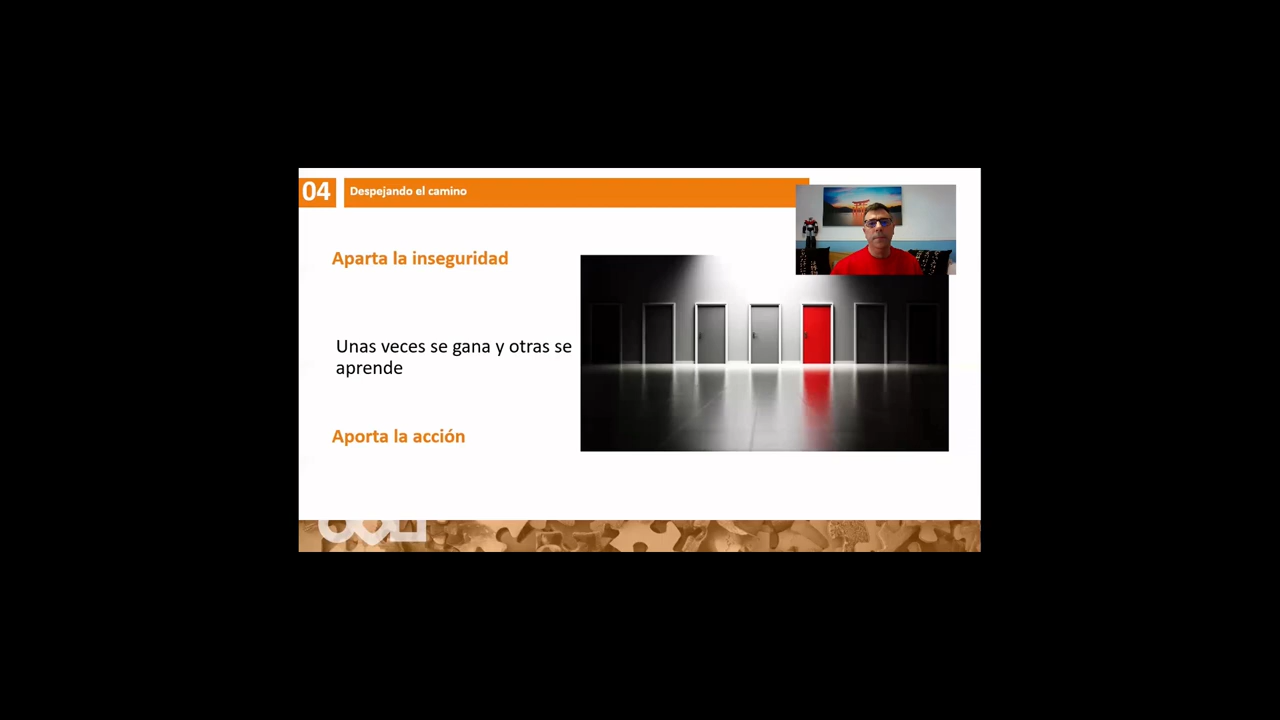 04
Despejando el camino
Aparta la inseguridad
Unas veces se gana y otras se
aprende
Aporta la acción